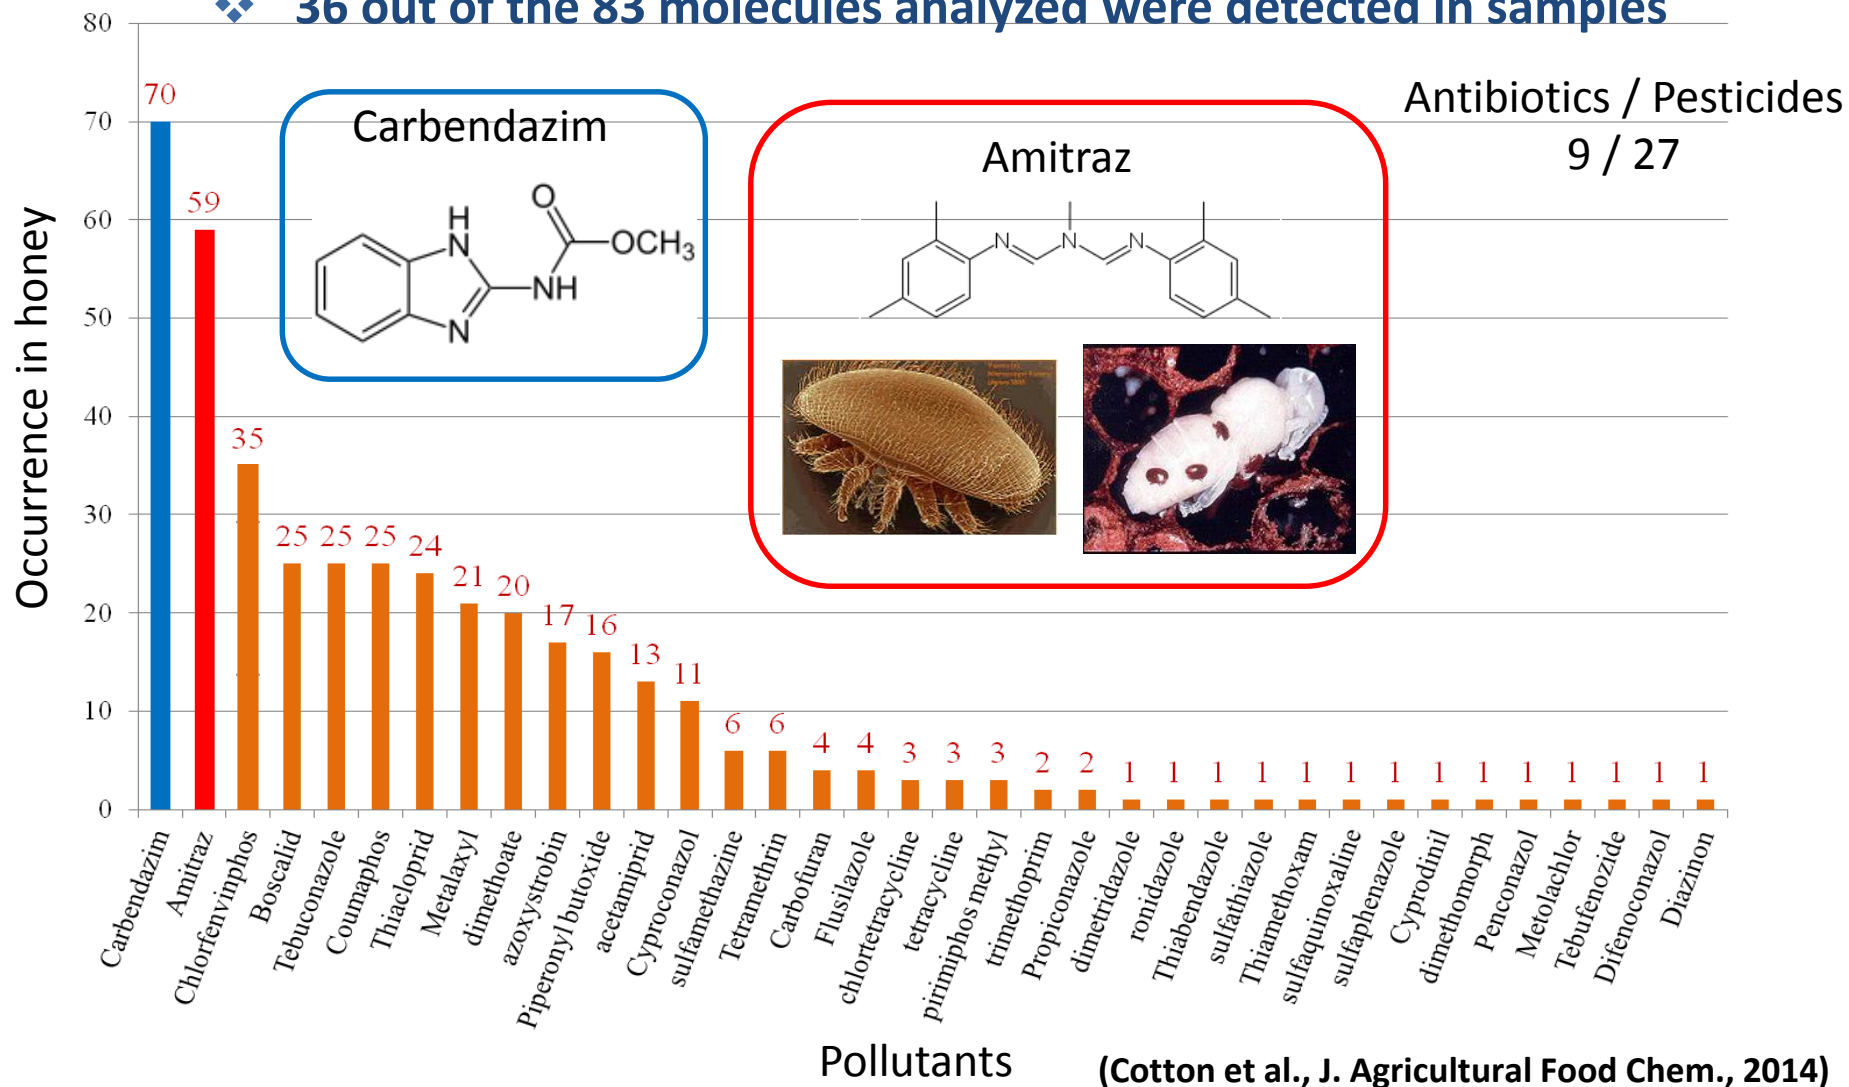 ❖ 36 out of the 83 molecules analyzed were detected in samples
Antibiotics / Pesticides
9 / 27
Carbendazim
H
N
N
NH
O
OCH₃
Amitraz
N
N
N
Occurrence in honey
80
70
60
50
40
30
20
10
0
70
59
35
25
25
25
24
21
20
17
16
13
11
6
6
4
4
3
3
3
2
2
1
1
1
1
1
1
1
1
1
1
1
1
1
1
Carbendazim
Amitraz
Chlorfenvinphos
Boscalid
Tebuconazole
Coumaphos
Thiacloprid
Metalaxyl
dimethoate
azoxystrobin
Piperonyl butoxide
acetamiprid
Cyproconazol
sulfamethazine
Tetramethrin
Carbofuran
Flusilazole
chlortetracycline
tetracycline
pirimiphos methyl
trimethoprim
Propiconazole
dimetridazole
ronidazole
Thiabendazole
sulfathiazole
Thiamethoxam
sulfaquinoxaline
sulfaphenazole
Cyprodinil
dimethomorph
Penconazol
Metolachlor
Tebufenozide
Difenoconazol
Diazinon
Pollutants
(Cotton et al., J. Agricultural Food Chem., 2014)